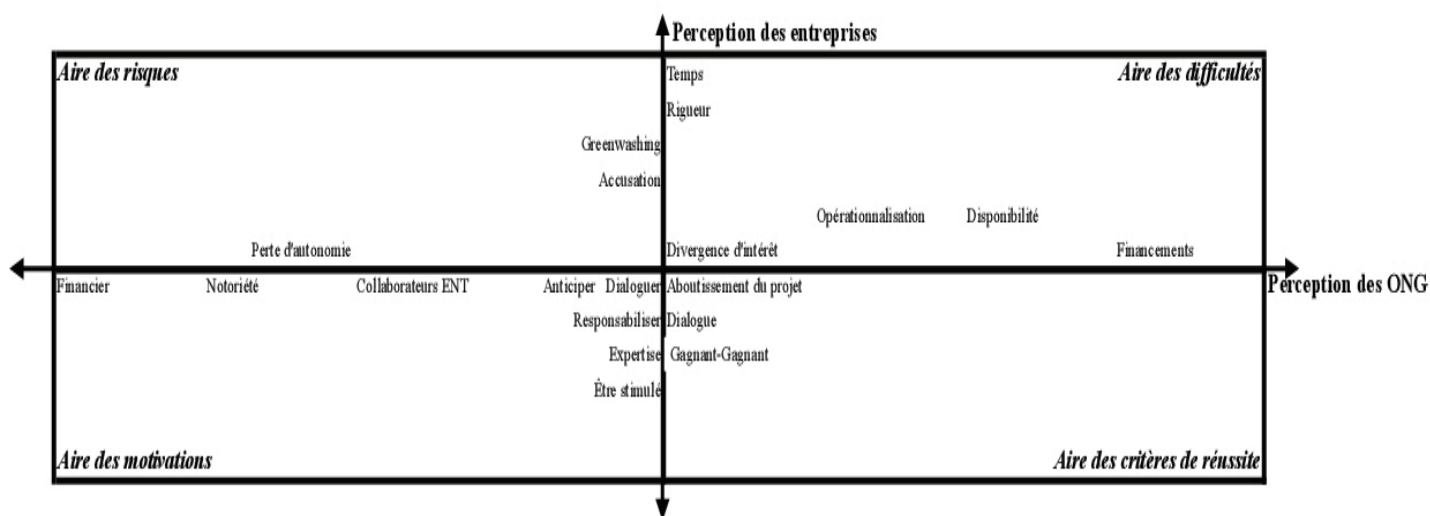 Perception des entreprises
Aire des risques Temps Aire des difficultés
Rigueur
Greenwashing
Accusation
Opérationnalisation Disponibilité
Perte d'autonomie Divergence d'intérêt Financements
Financier Notoriété Collaborateurs ENT Anticiper Dialoguer Aboutissement du projet Perception des ONG
Responsabiliser Dialogue
Expertise Gagnant-Gagnant
Être stimulé
Aire des motivations Aire des critères de réussite